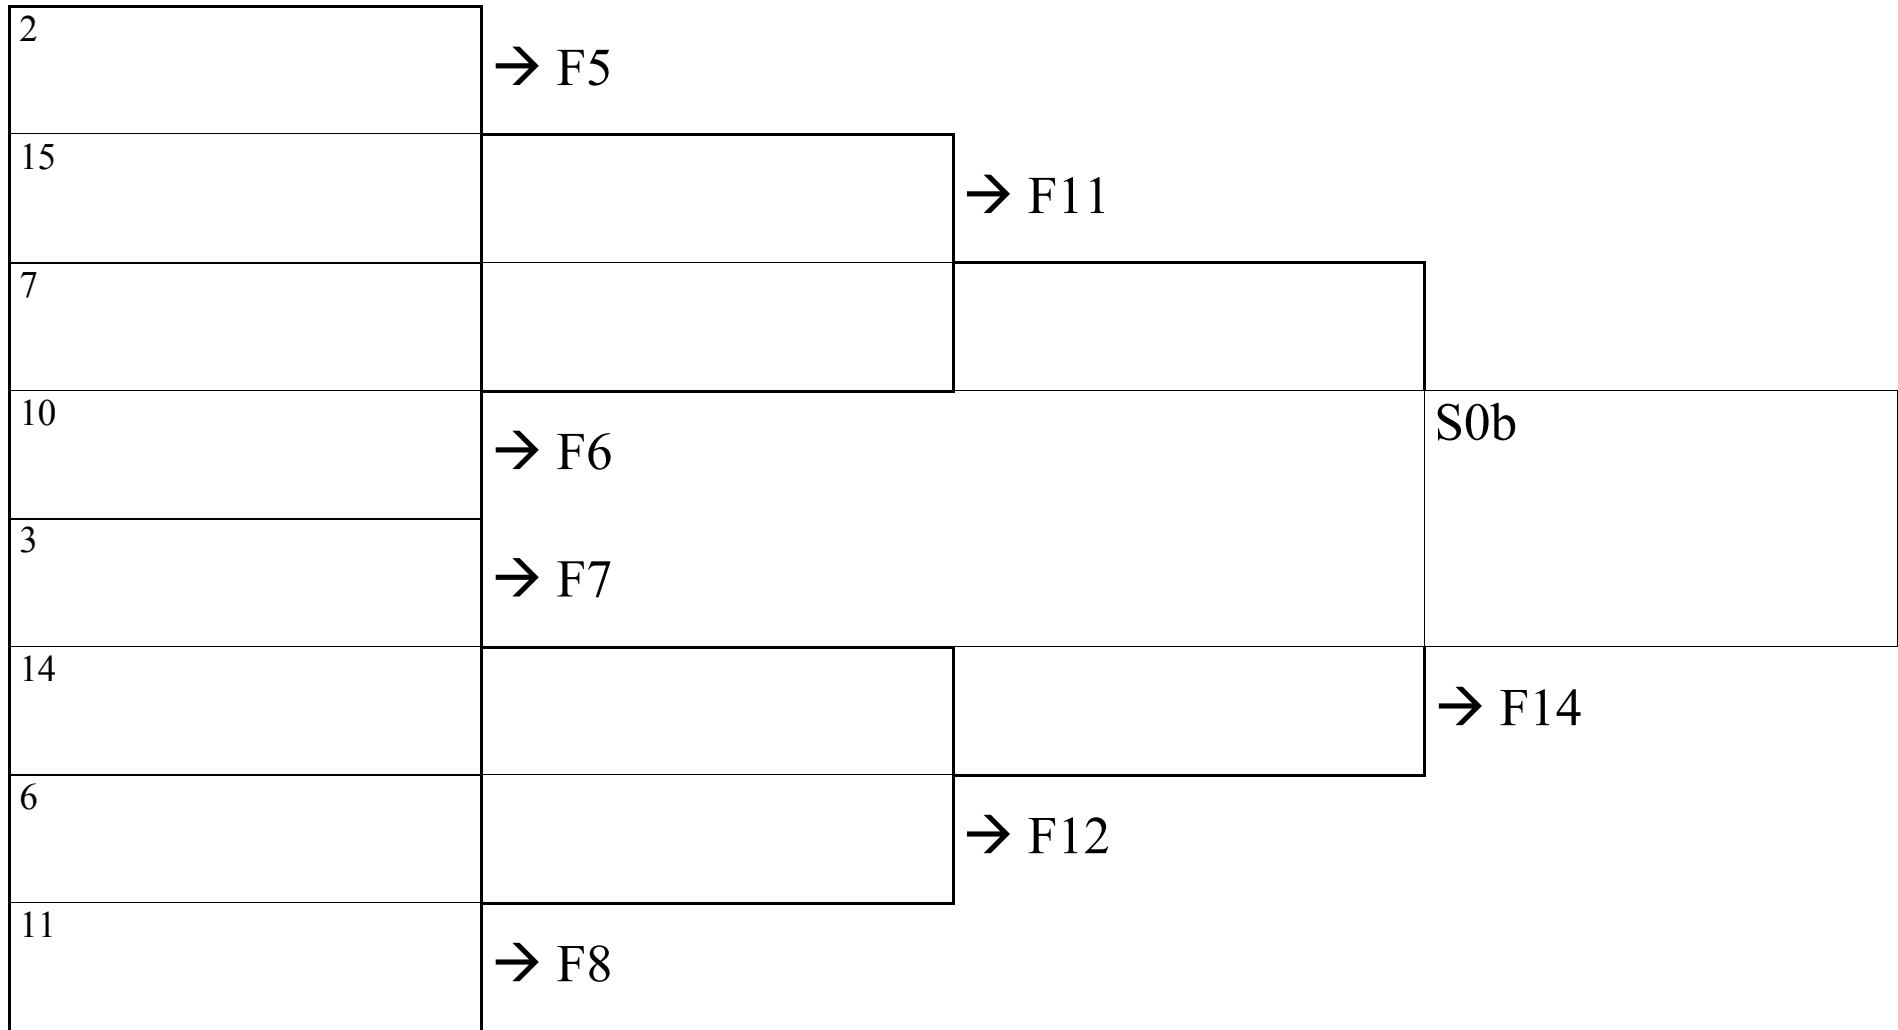 2
→ F5
15
→ F11
7
10
S0b
→ F6
3
→ F7
14
→ F14
6
→ F12
11
→ F8